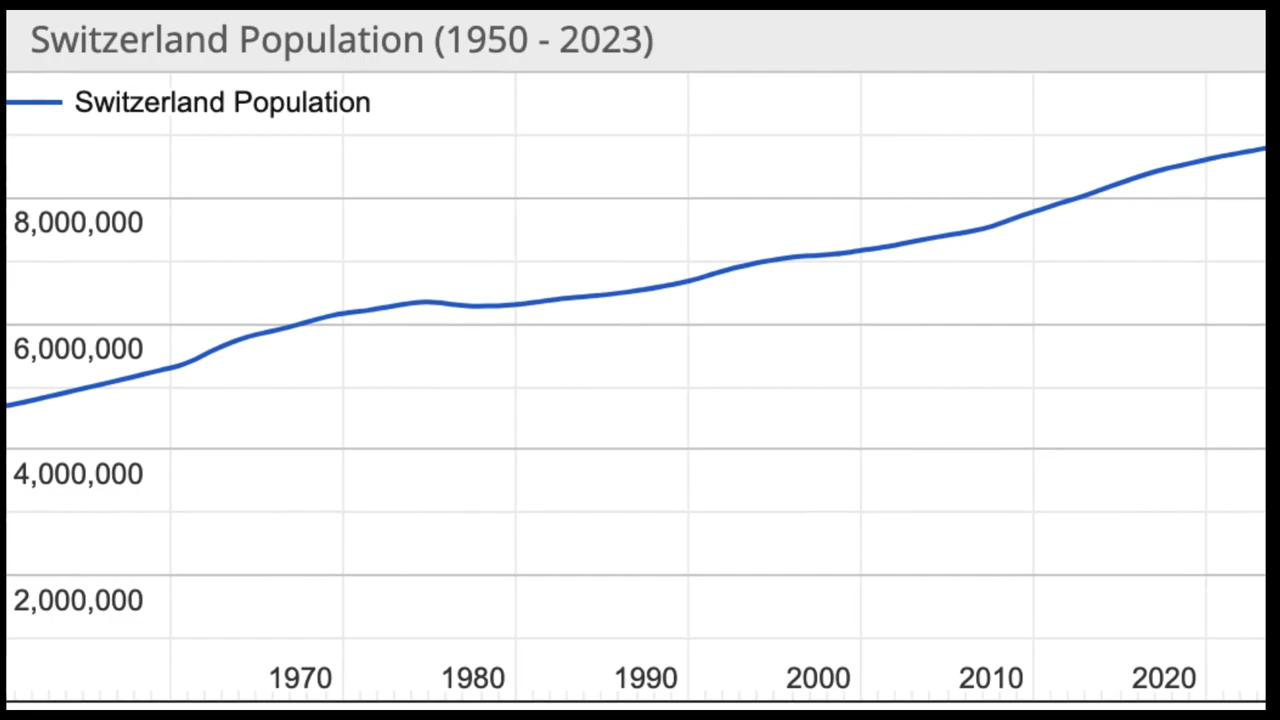 Switzerland Population (1950 - 2023)
Switzerland Population
8,000,000
6,000,000
4,000,000
2,000,000
1970 1980 1990 2000 2010 2020